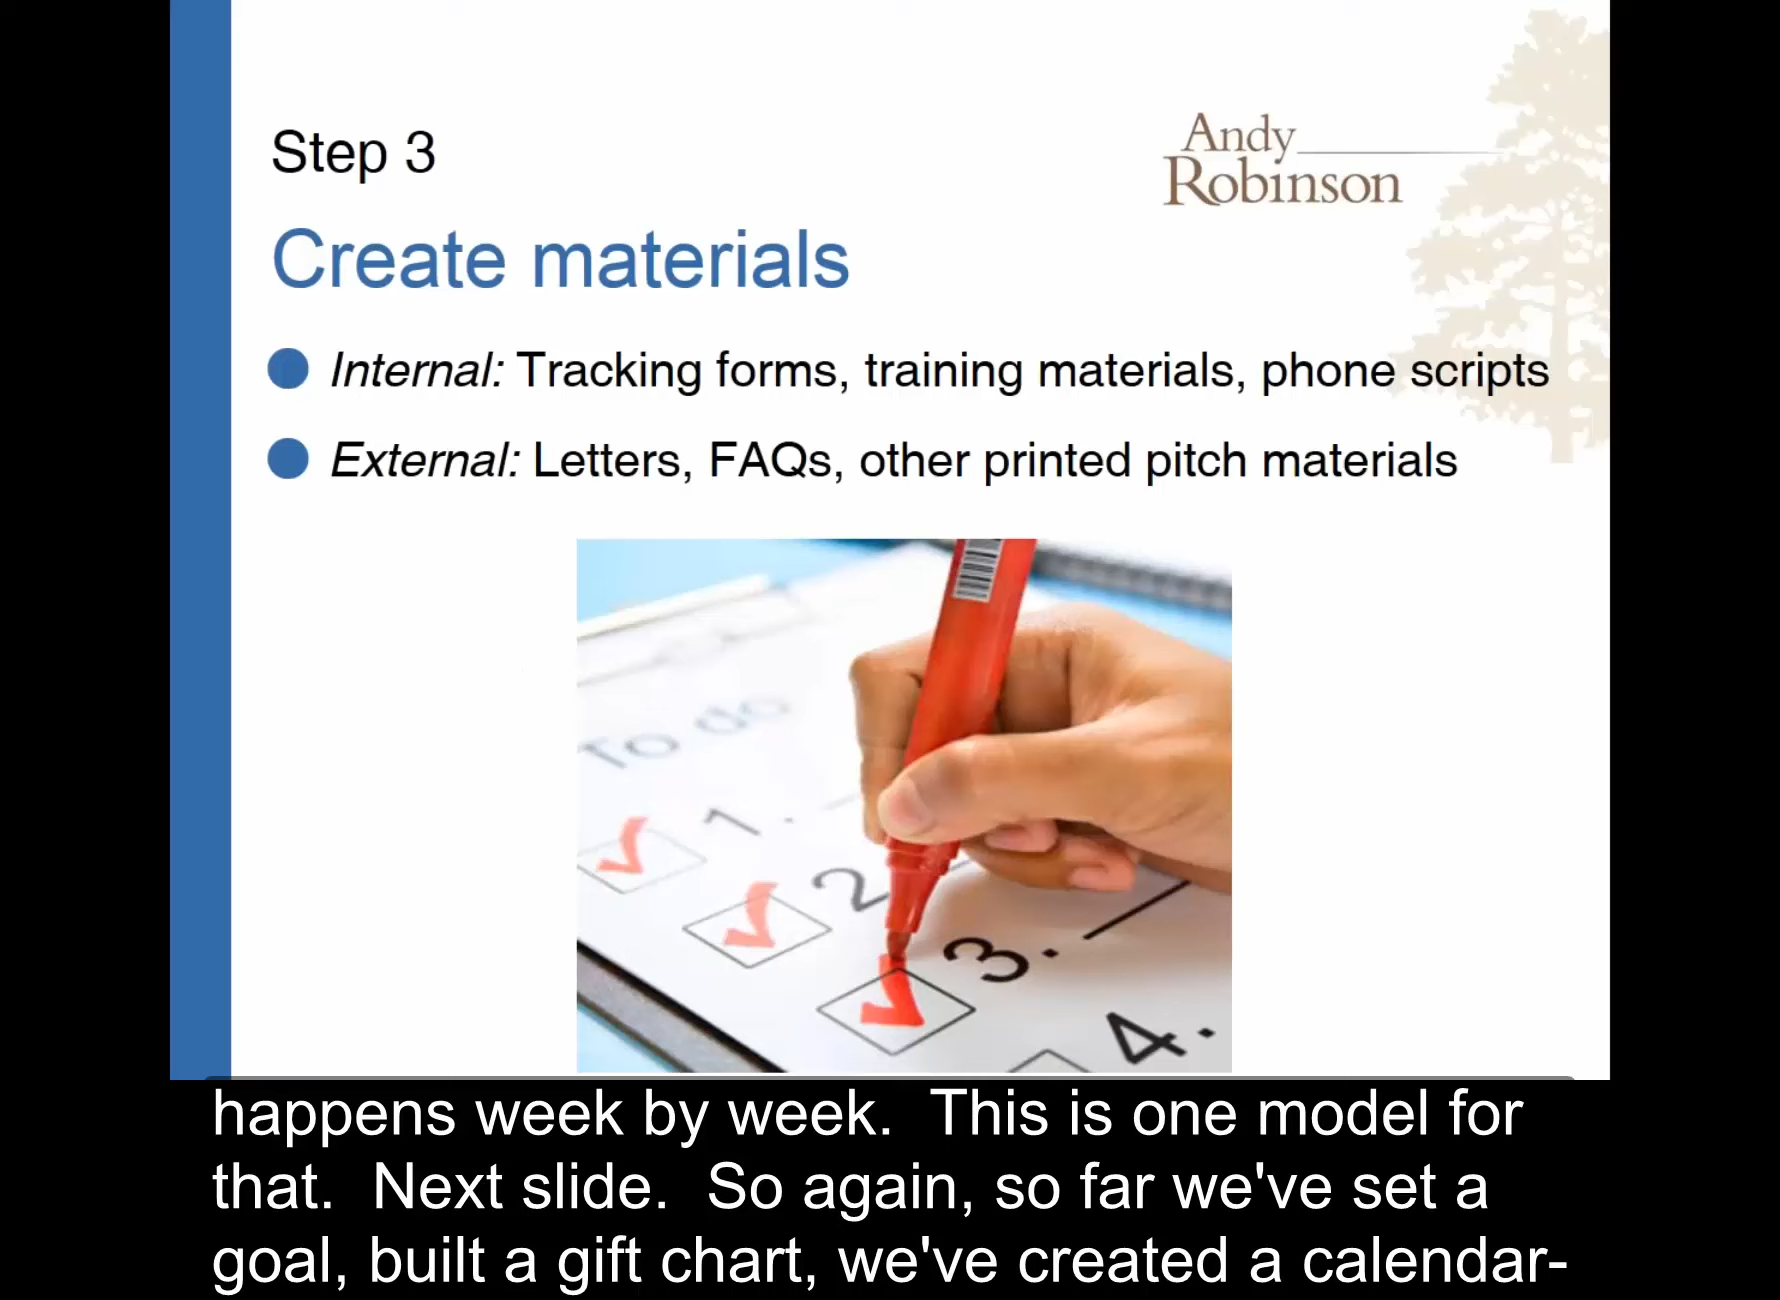 Step 3
Andy
Robinson
Create materials
Internal: Tracking forms, training materials, phone scripts
External: Letters, FAQs, other printed pitch materials
To do
1.
2
3.
4.
happens week by week.  This is one model for
that.  Next slide.  So again, so far we've set a
goal, built a gift chart, we've created a calendar-